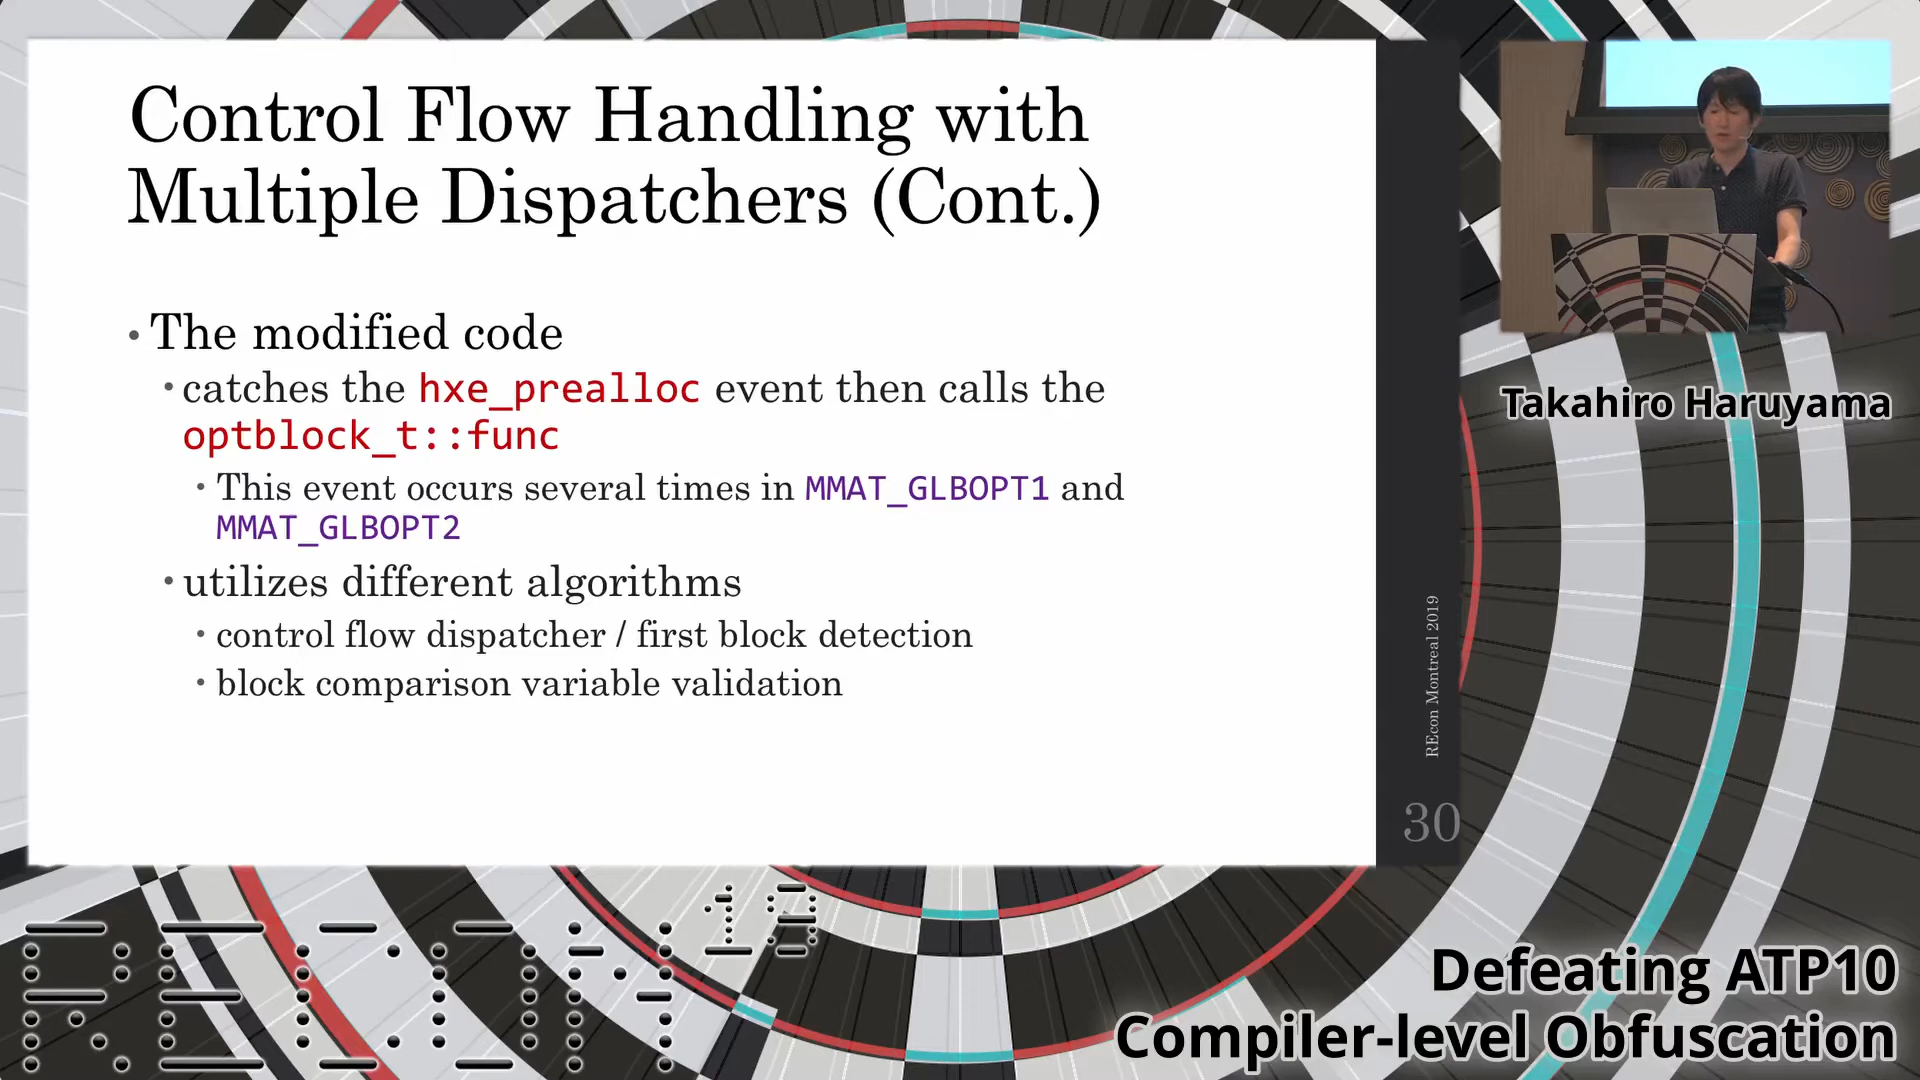 Control Flow Handling with
Multiple Dispatchers (Cont.)
• The modified code
• catches the hxe_prealloc event then calls the
optblock_t::func
• This event occurs several times in MMAT_GLBOPT1 and
MMAT_GLBOPT2
• utilizes different algorithms
• control flow dispatcher / first block detection
• block comparison variable validation
REcon Montreal 2019
30
Takahiro Haruyama
RECON 19
Defeating ATP10
Compiler-level Obfuscation